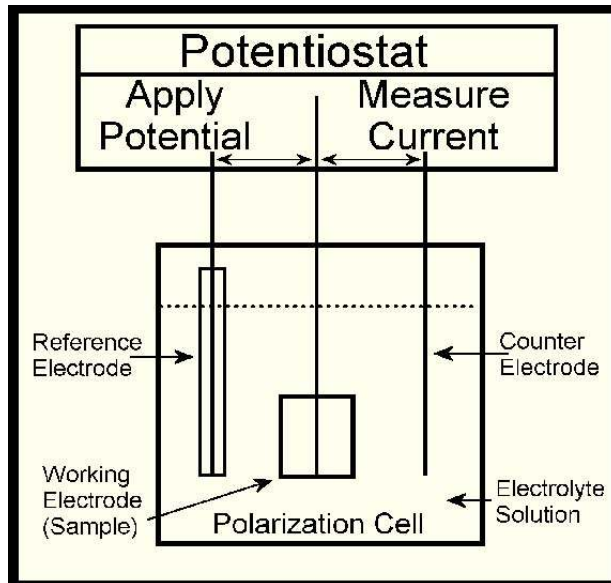 Potentiostat
Apply
Potential
Measure
Current
Reference
Electrode
Counter
Electrode
Working
Electrode
(Sample)
Electrolyte
Solution
Polarization Cell